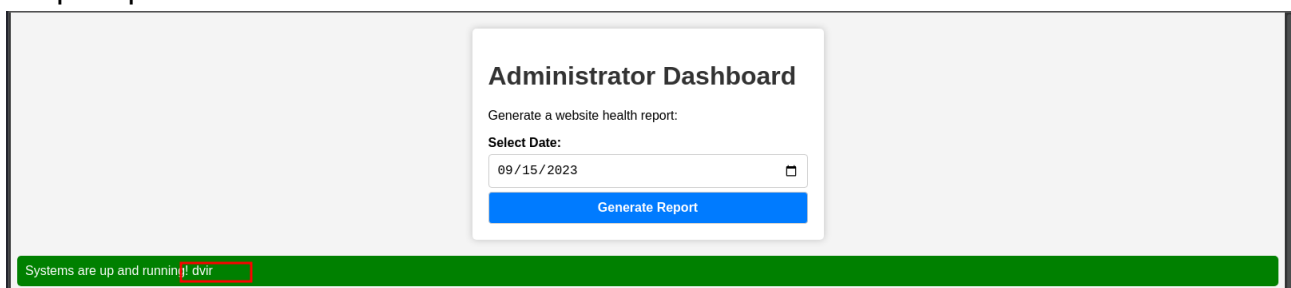 Administrator Dashboard
Generate a website health report:
Select Date:
09/15/2023
Generate Report
Systems are up and running! dvir